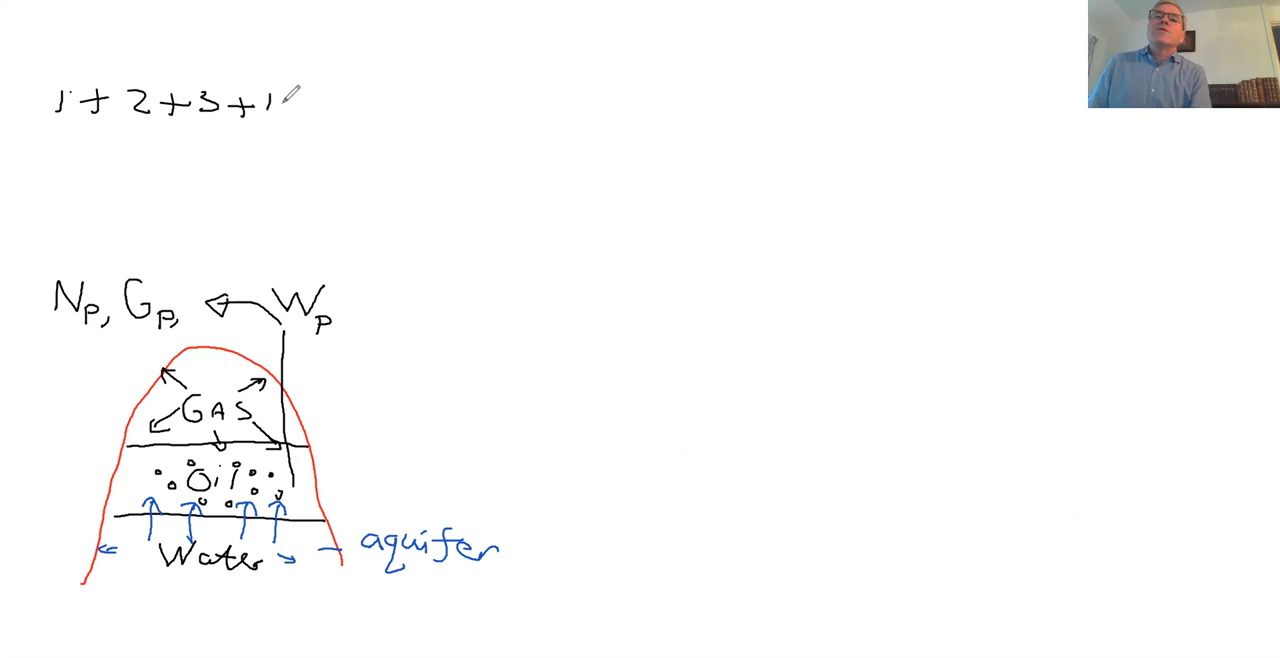 1 + 2 + 3 + 1
Np, Gp, Wp
GAS
Oil
Water
aquifer